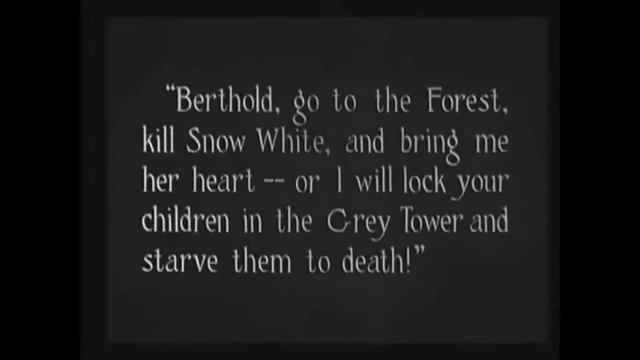 “Berthold, go to the Forest,
kill Snow White, and bring me
her heart -- or I will lock your
children in the Grey Tower and
starve them to death!”